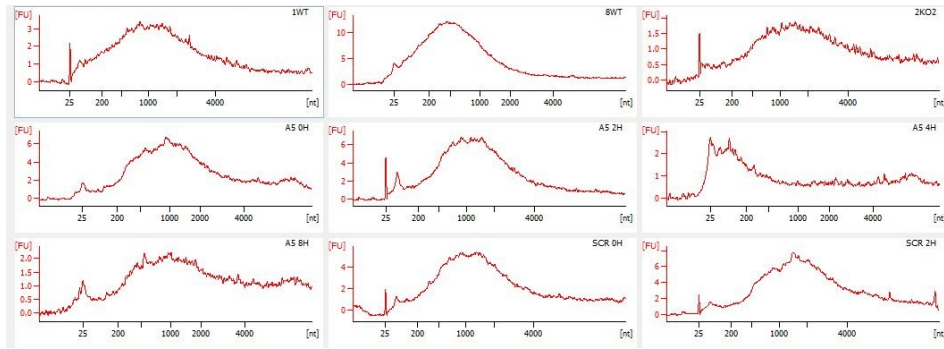 [FU] 1WT
3
2
1
0
25 200 1000 4000 [nt]
[FU] 8WT
10
5
0
25 200 1000 4000 [nt]
[FU] 2KO2
1.5
1.0
0.5
0.0
25 200 1000 4000 [nt]
[FU] A5 0H
6
4
2
0
25 200 1000 2000 4000 [nt]
[FU] A5 2H
6
4
2
0
25 200 1000 4000 [nt]
[FU] A5 4H
2
1
0
25 200 1000 2000 4000 [nt]
[FU] A5 8H
2.0
1.5
1.0
0.5
0.0
25 200 1000 2000 4000 [nt]
[FU] SCR 0H
4
2
0
25 200 1000 4000 [nt]
[FU] SCR 2H
6
4
2
0
25 200 1000 4000 [nt]